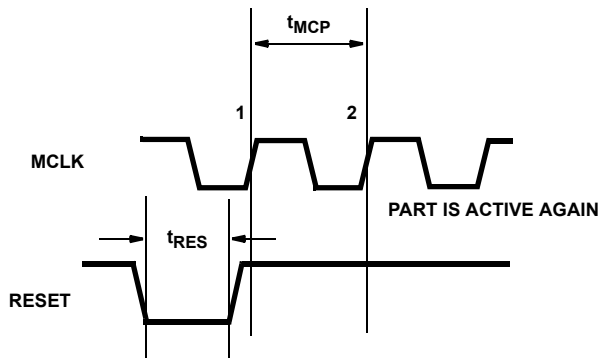 tMCP
1 2
MCLK
PART IS ACTIVE AGAIN
tRES
RESET